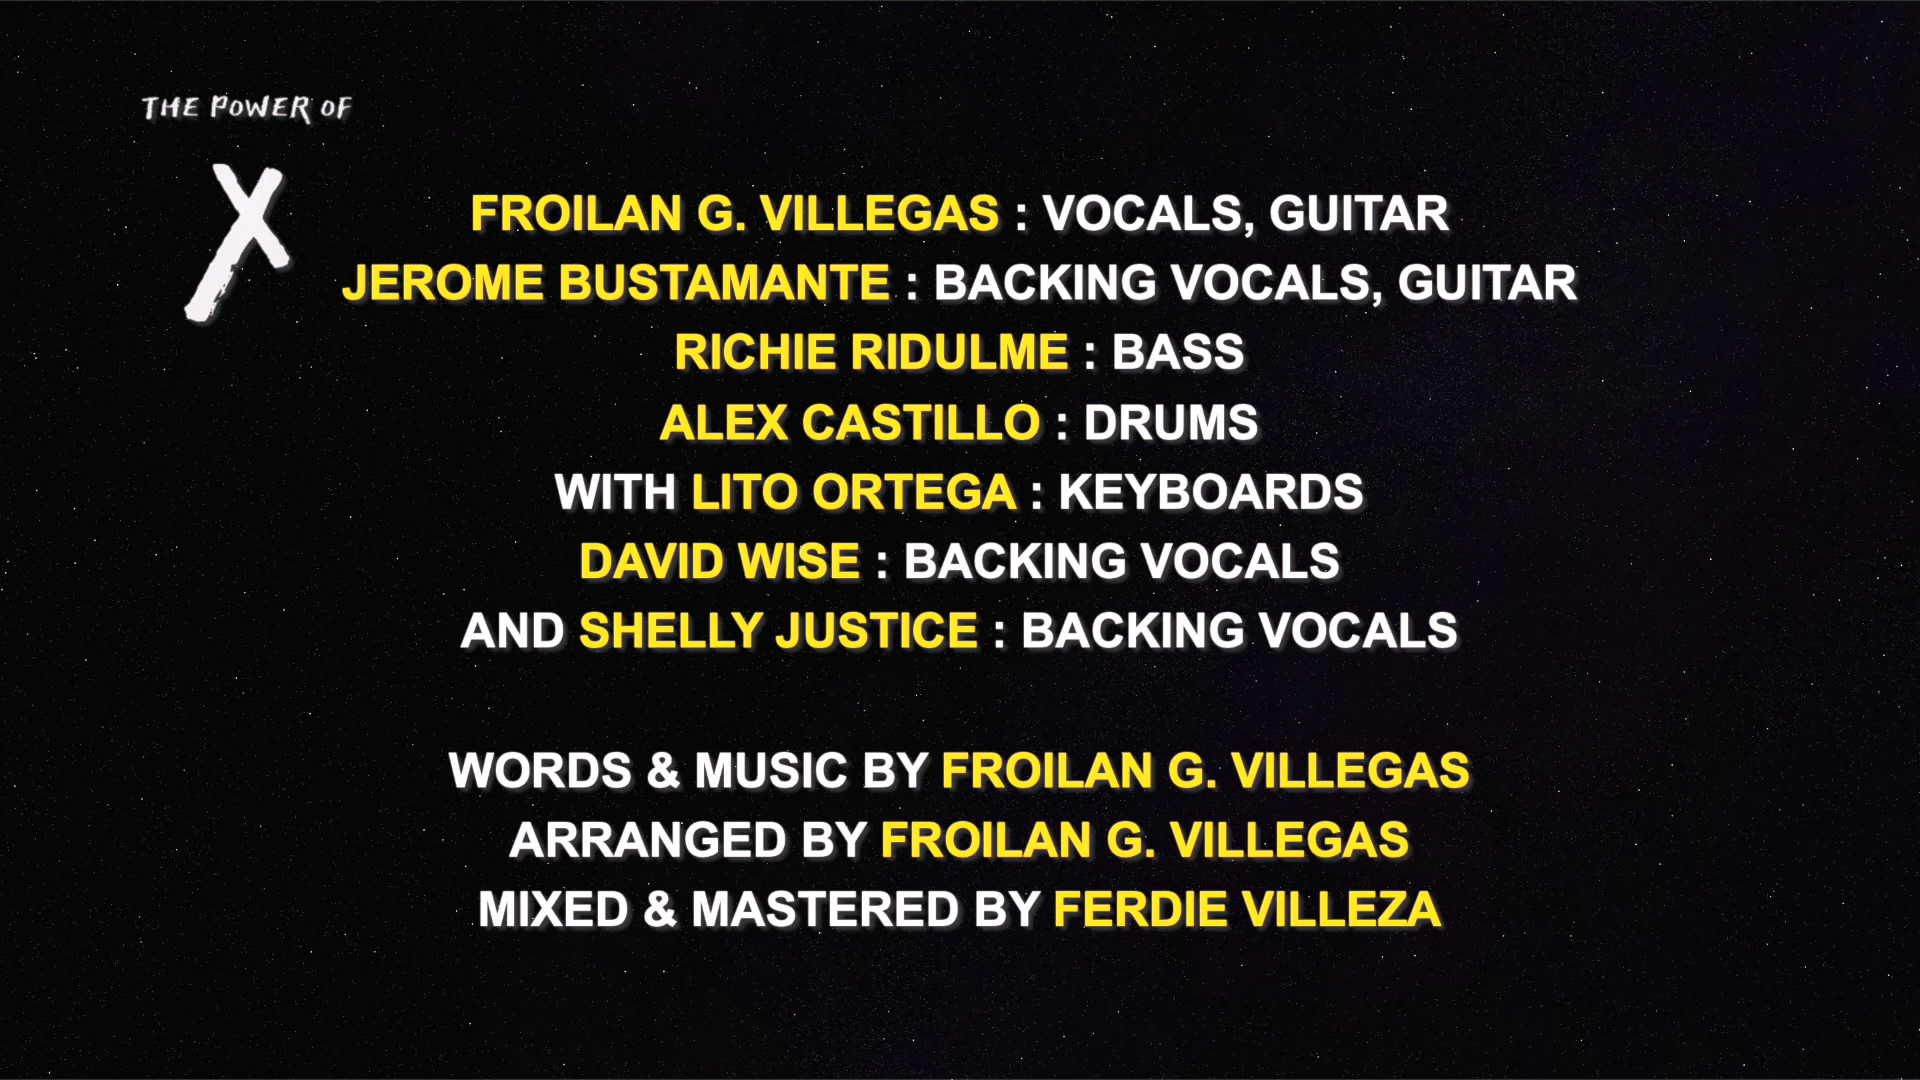 THE POWER OF
X
FROILAN G. VILLEGAS : VOCALS, GUITAR
JEROME BUSTAMANTE : BACKING VOCALS, GUITAR
RICHIE RIDULME : BASS
ALEX CASTILLO : DRUMS
WITH LITO ORTEGA : KEYBOARDS
DAVID WISE : BACKING VOCALS
AND SHELLY JUSTICE : BACKING VOCALS
WORDS & MUSIC BY FROILAN G. VILLEGAS
ARRANGED BY FROILAN G. VILLEGAS
MIXED & MASTERED BY FERDIE VILLEZA